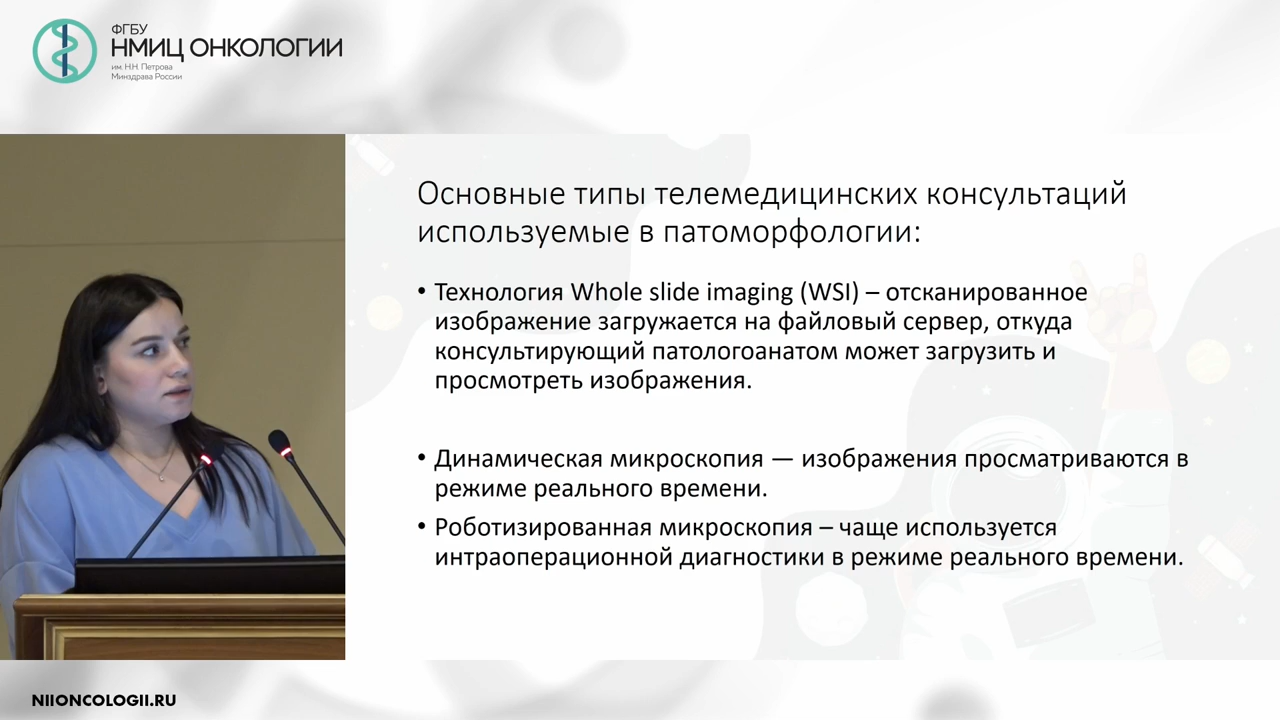 ФГБУ
НМИЦ ОНКОЛОГИИ
им. Н.Н. Петрова
Минздрава России
Основные типы телемедицинских консультаций
используемые в патоморфологии:
• Технология Whole slide imaging (WSI) – отсканированное
изображение загружается на файловый сервер, откуда
консультирующий патологоанатом может загрузить и
просмотреть изображения.
• Динамическая микроскопия — изображения просматриваются в
режиме реального времени.
• Роботизированная микроскопия – чаще используется
интраоперационной диагностики в режиме реального времени.
NIIONCOLOGII.RU